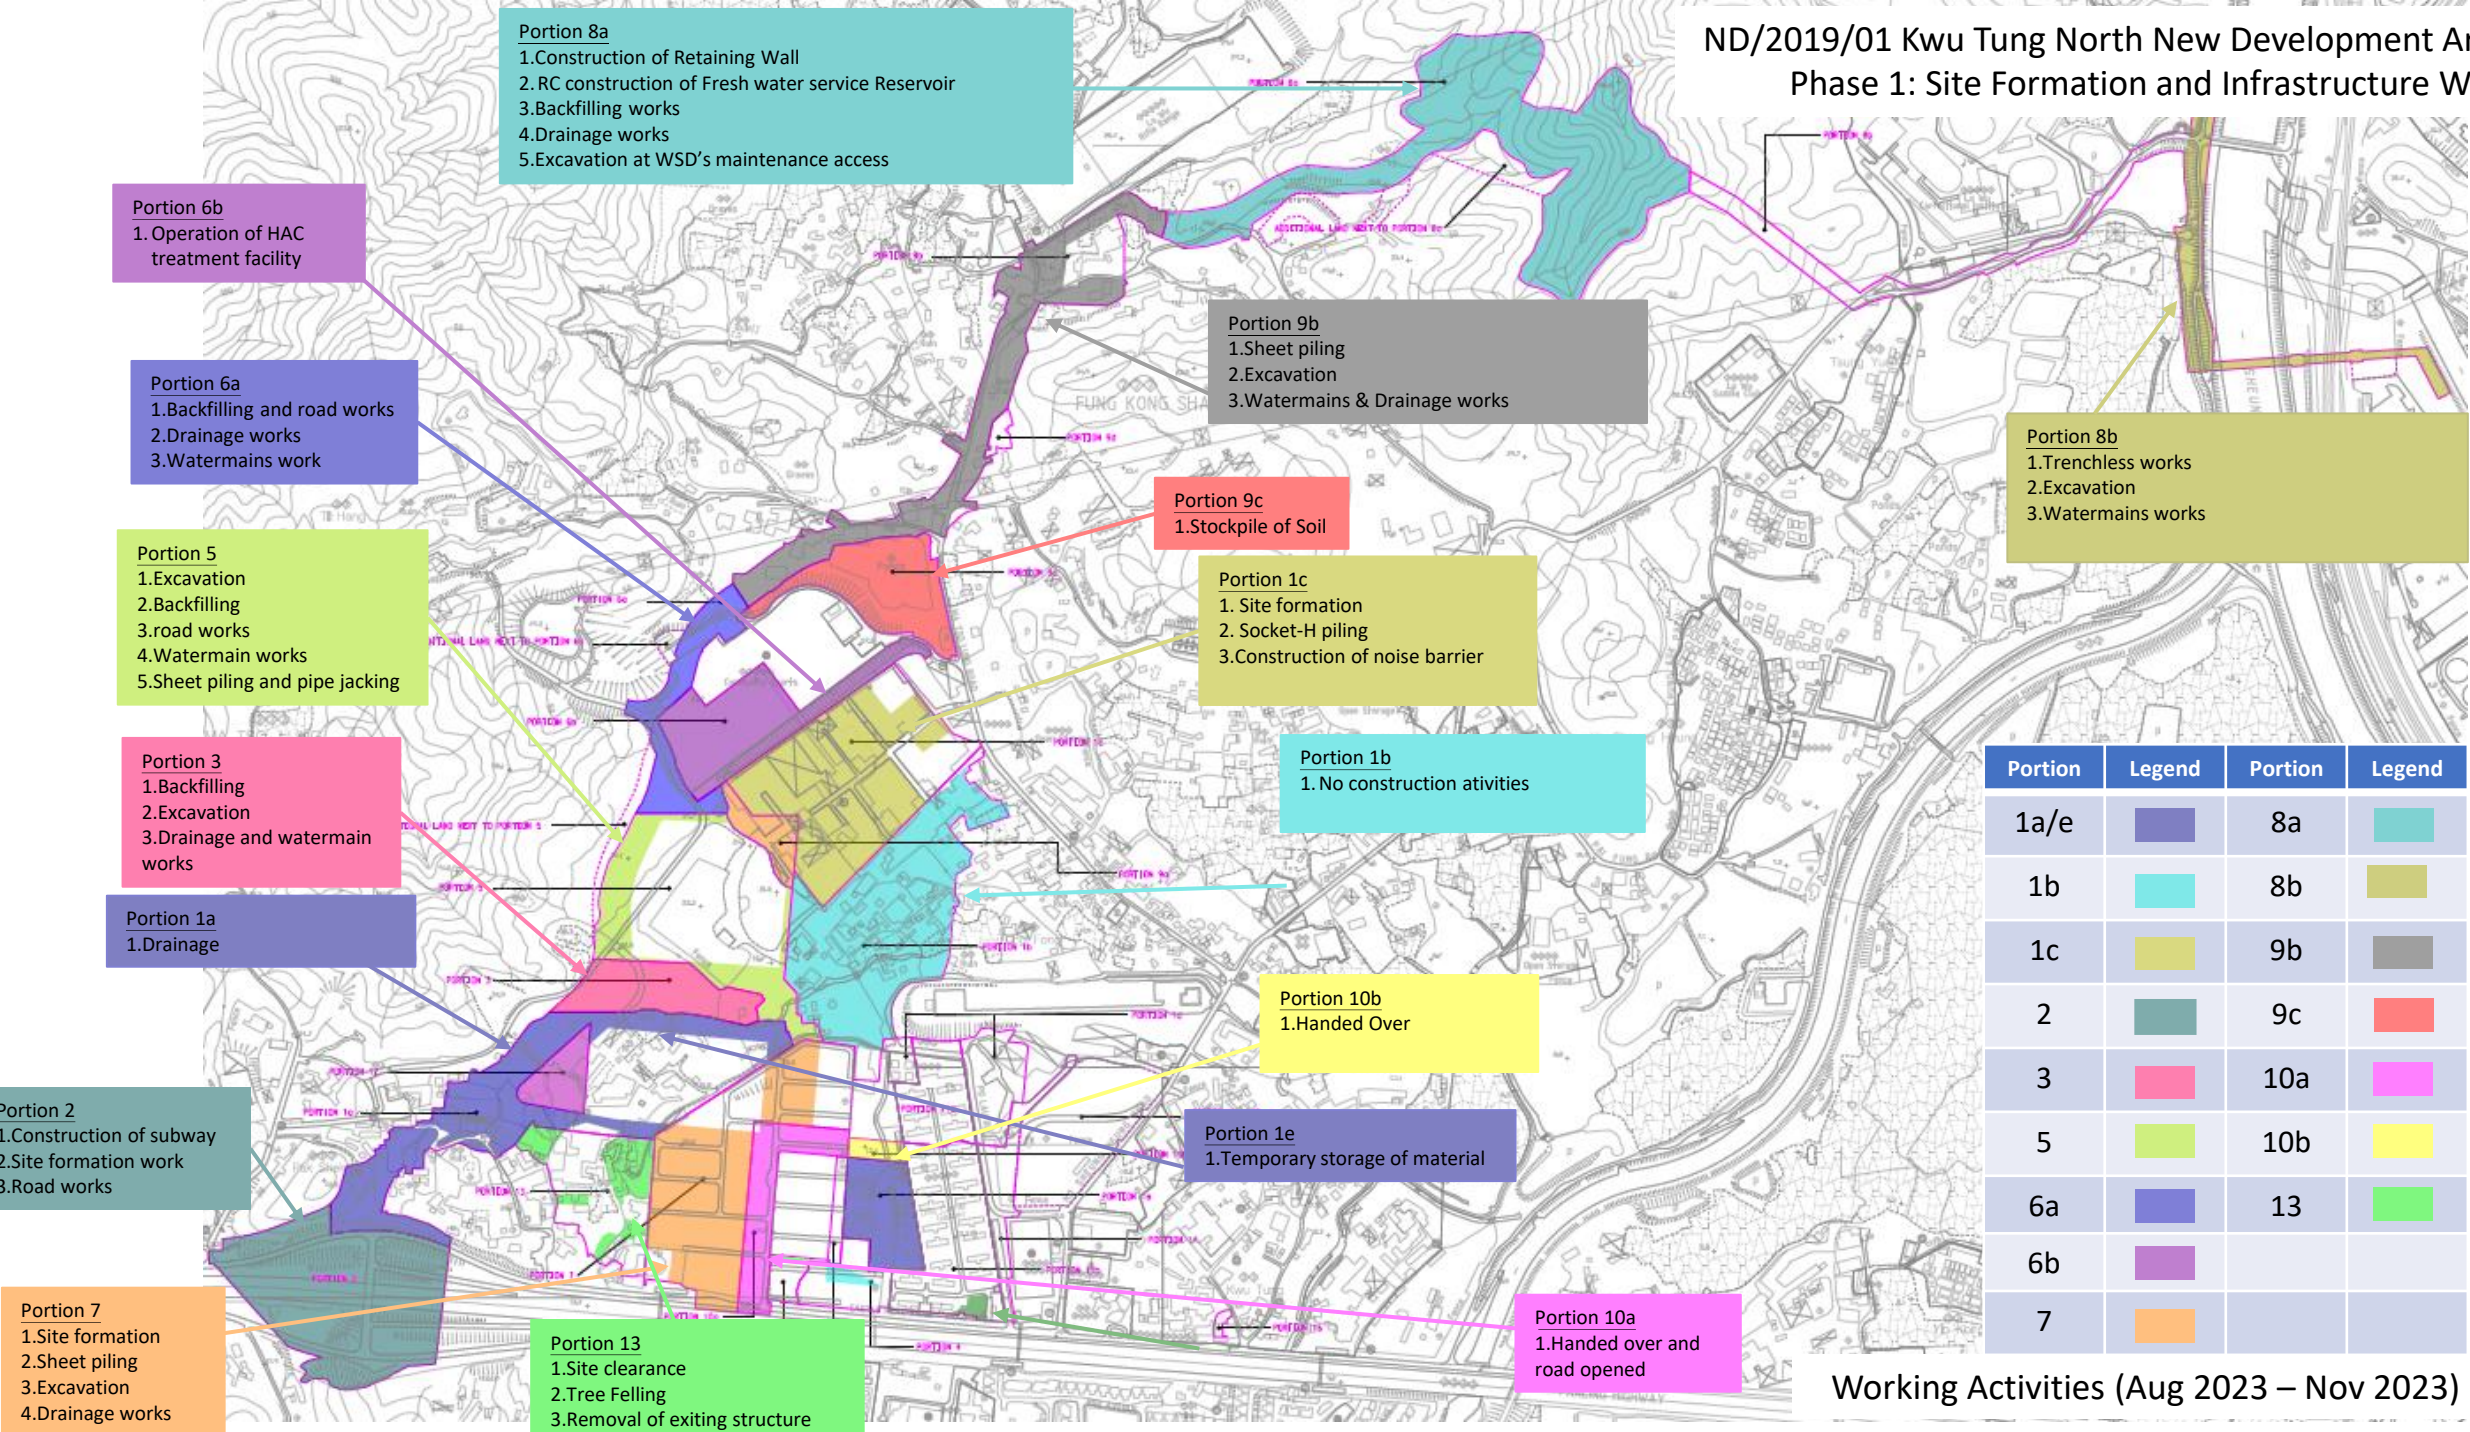 ND/2019/01 Kwu Tung North New Development Ar
Phase 1: Site Formation and Infrastructure W
Portion 8a
1.Construction of Retaining Wall
2.RC construction of Fresh water service Reservoir
3.Backfilling works
4.Drainage works
5.Excavation at WSD's maintenance access
Portion 6b
1.Operation of HAC
treatment facility
Portion 9b
1.Sheet piling
2.Excavation
3.Watermains & Drainage works
Portion 6a
1.Backfilling and road works
2.Drainage works
3.Watermains work
Portion 8b
1.Trenchless works
2.Excavation
3.Watermains works
Portion 9c
1.Stockpile of Soil
Portion 5
1.Excavation
2.Backfilling
3.road works
4.Watermain works
5.Sheet piling and pipe jacking
Portion 1c
1. Site formation
2. Socket-H piling
3.Construction of noise barrier
Portion 3
1.Backfilling
2.Excavation
3.Drainage and watermain
works
Portion 1b
1. No construction ativities
Portion 1a
1.Drainage
Portion 10b
1.Handed Over
Portion 2
1.Construction of subway
2.Site formation work
3.Road works
Portion 1e
1.Temporary storage of material
Portion 7
1.Site formation
2.Sheet piling
3.Excavation
4.Drainage works
Portion 13
1.Site clearance
2.Tree Felling
3.Removal of exiting structure
Portion 10a
1.Handed over and
road opened
Portion Legend Portion Legend
1a/e 8a
1b 8b
1c 9b
2 9c
3 10a
5 10b
6a 13
6b
7
Working Activities (Aug 2023 – Nov 2023)
FUNG KONG SHA
ADDITIONAL LAND NEXT TO PORTION 8a
PORTION 2